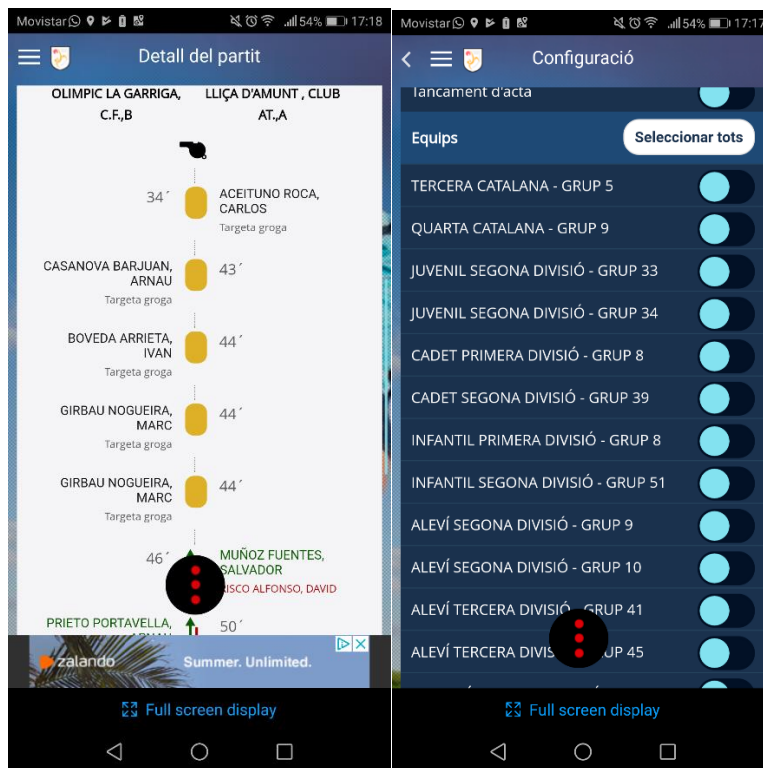 Movistar 54% 17:18
Detall del partit
OLIMPIC LA GARRIGA, C.F.,B
LLIÇA D'AMUNT , CLUB AT.,A
34´
ACEITUNO ROCA, CARLOS
Targeta groga
CASANOVA BARJUAN, ARNAU
Targeta groga
43´
BOVEDA ARRIETA, IVAN
Targeta groga
44´
GIRBAU NOGUEIRA, MARC
Targeta groga
44´
GIRBAU NOGUEIRA, MARC
Targeta groga
44´
46´
MUÑOZ FUENTES, SALVADOR
ALFONSO, DAVID
PRIETO PORTAVELLA,
50´
zalando
Summer. Unlimited.
Full screen display
Movistar 54% 17:17
Configuració
Tancament d'acta
Equips
Seleccionar tots
TERCERA CATALANA - GRUP 5
QUARTA CATALANA - GRUP 9
JUVENIL SEGONA DIVISIÓ - GRUP 33
JUVENIL SEGONA DIVISIÓ - GRUP 34
CADET PRIMERA DIVISIÓ - GRUP 8
CADET SEGONA DIVISIÓ - GRUP 39
INFANTIL PRIMERA DIVISIÓ - GRUP 8
INFANTIL SEGONA DIVISIÓ - GRUP 51
ALEVÍ SEGONA DIVISIÓ - GRUP 9
ALEVÍ SEGONA DIVISIÓ - GRUP 10
ALEVÍ TERCERA DIVISIÓ - GRUP 41
ALEVÍ TERCERA 45
Full screen display